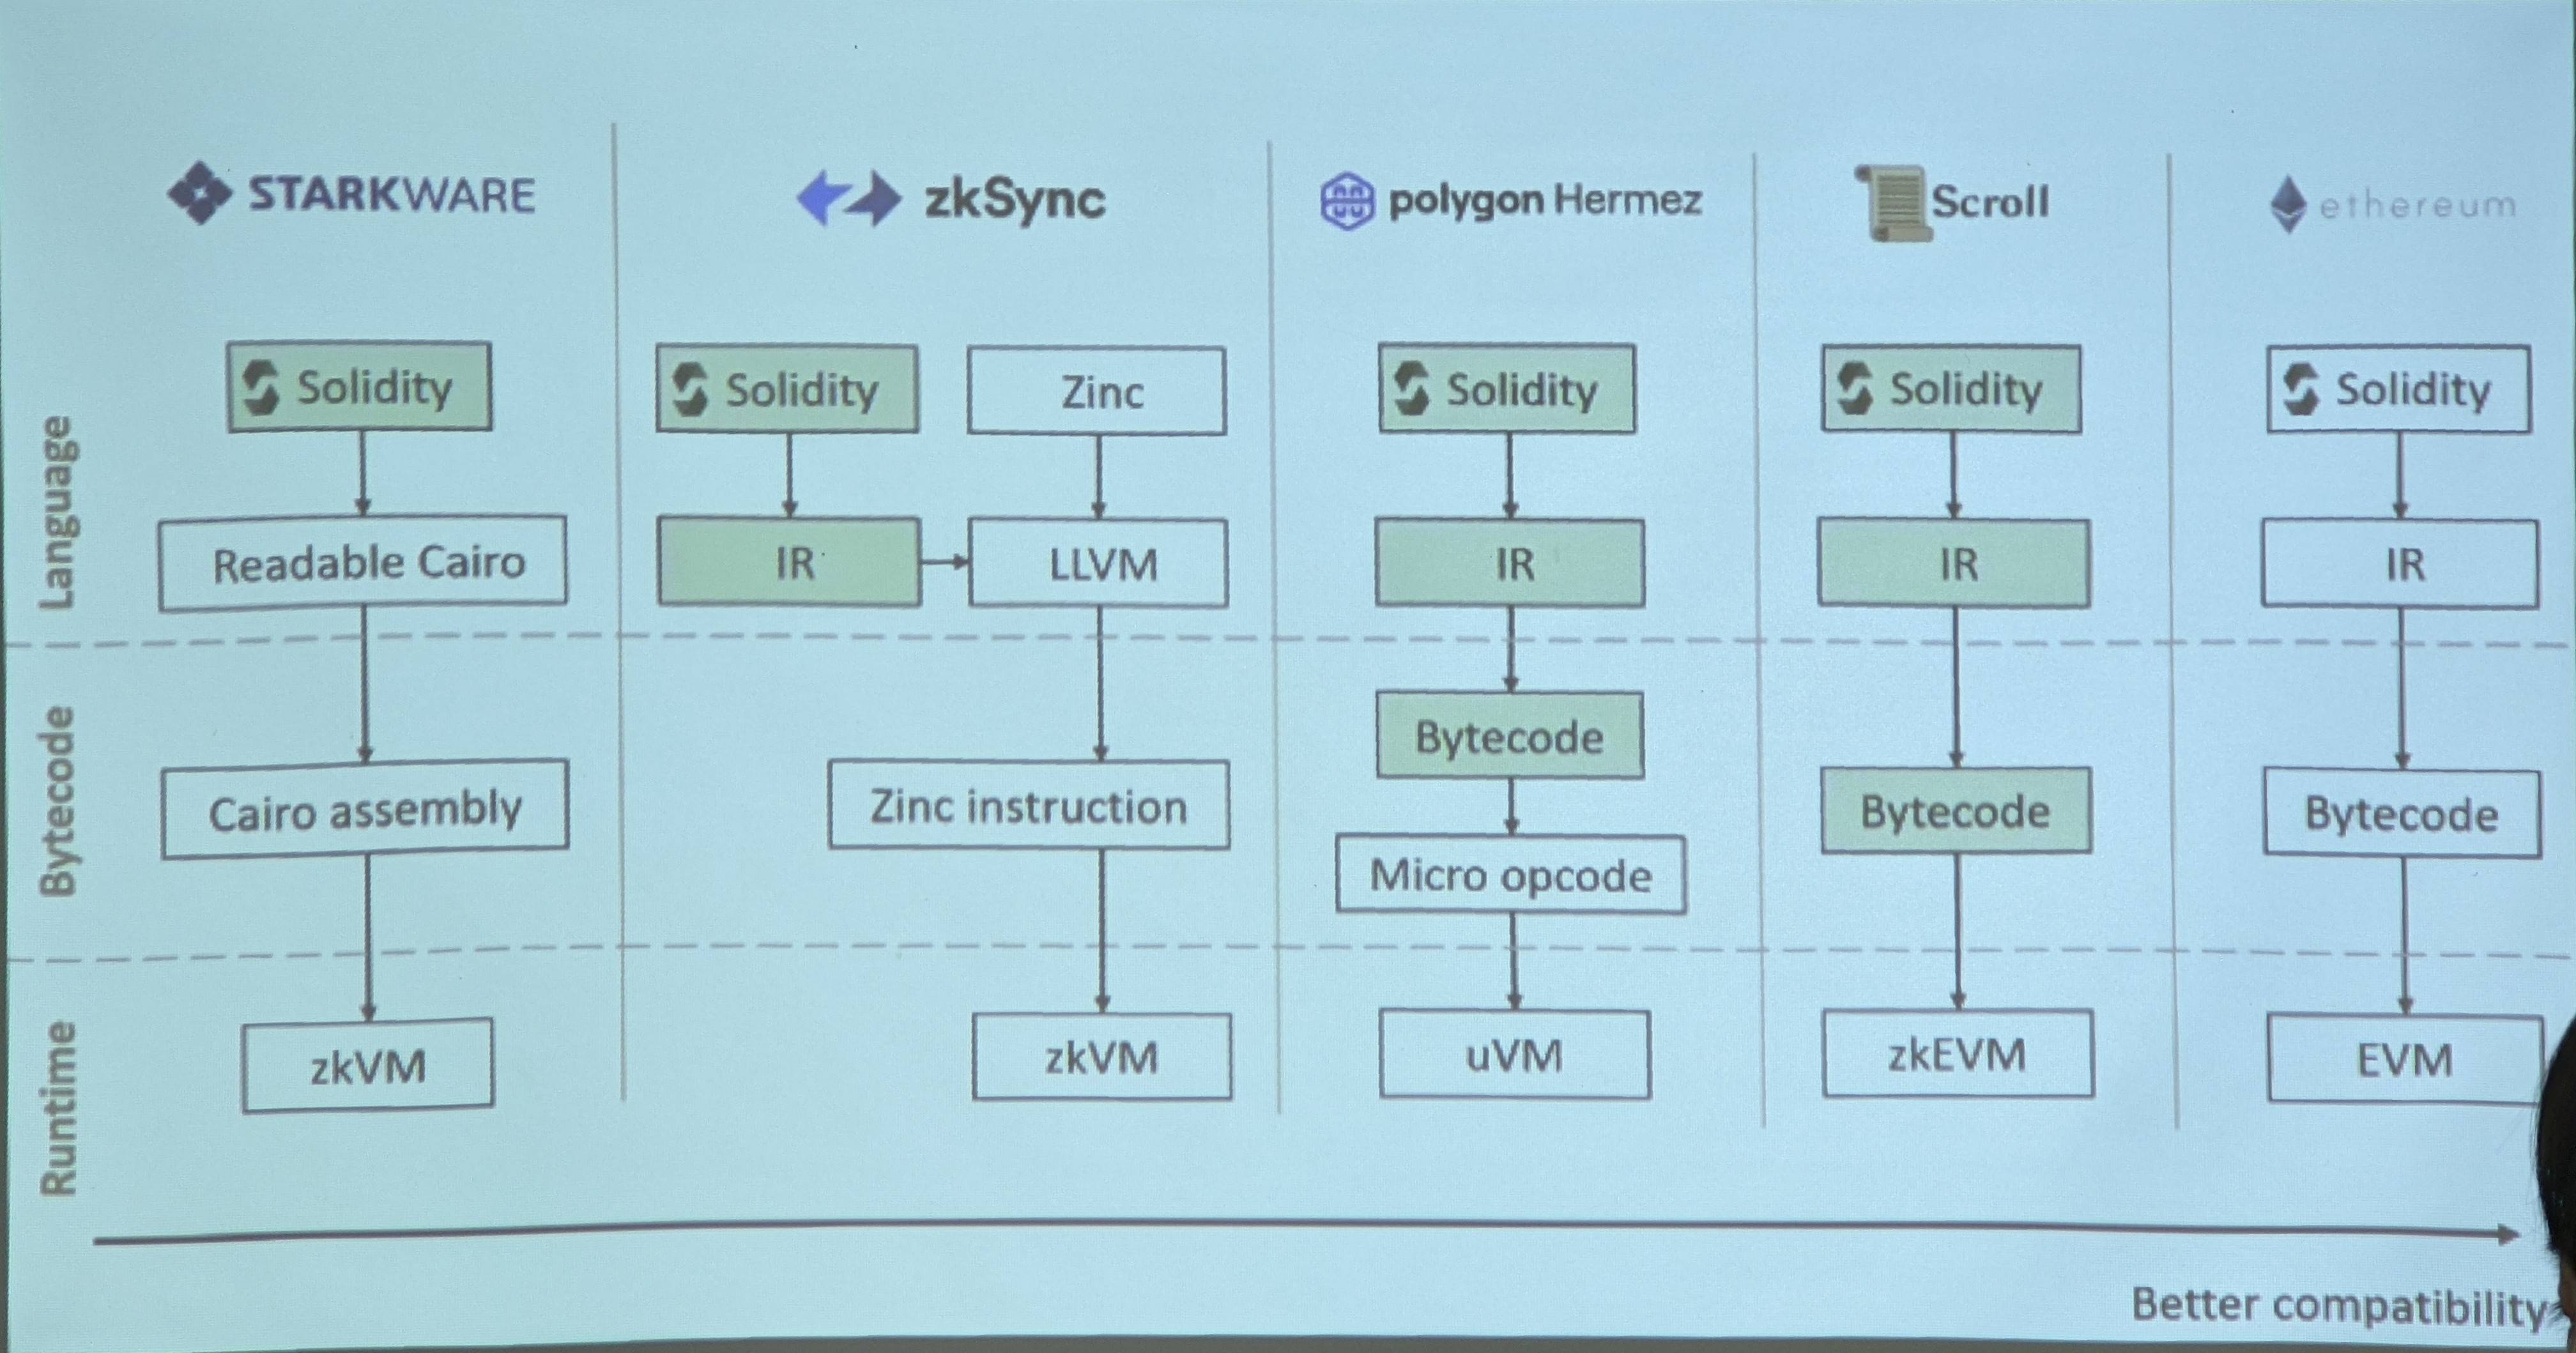 STARKWARE
zkSync
polygon Hermez
Scroll
ethereum
Language
Solidity
Solidity
Zinc
Solidity
Solidity
Solidity
Readable Cairo
IR
LLVM
IR
IR
IR
Bytecode
Bytecode
Cairo assembly
Zinc instruction
Micro opcode
Bytecode
Bytecode
Runtime
zkVM
zkVM
uVM
zkEVM
EVM
Better compatibility